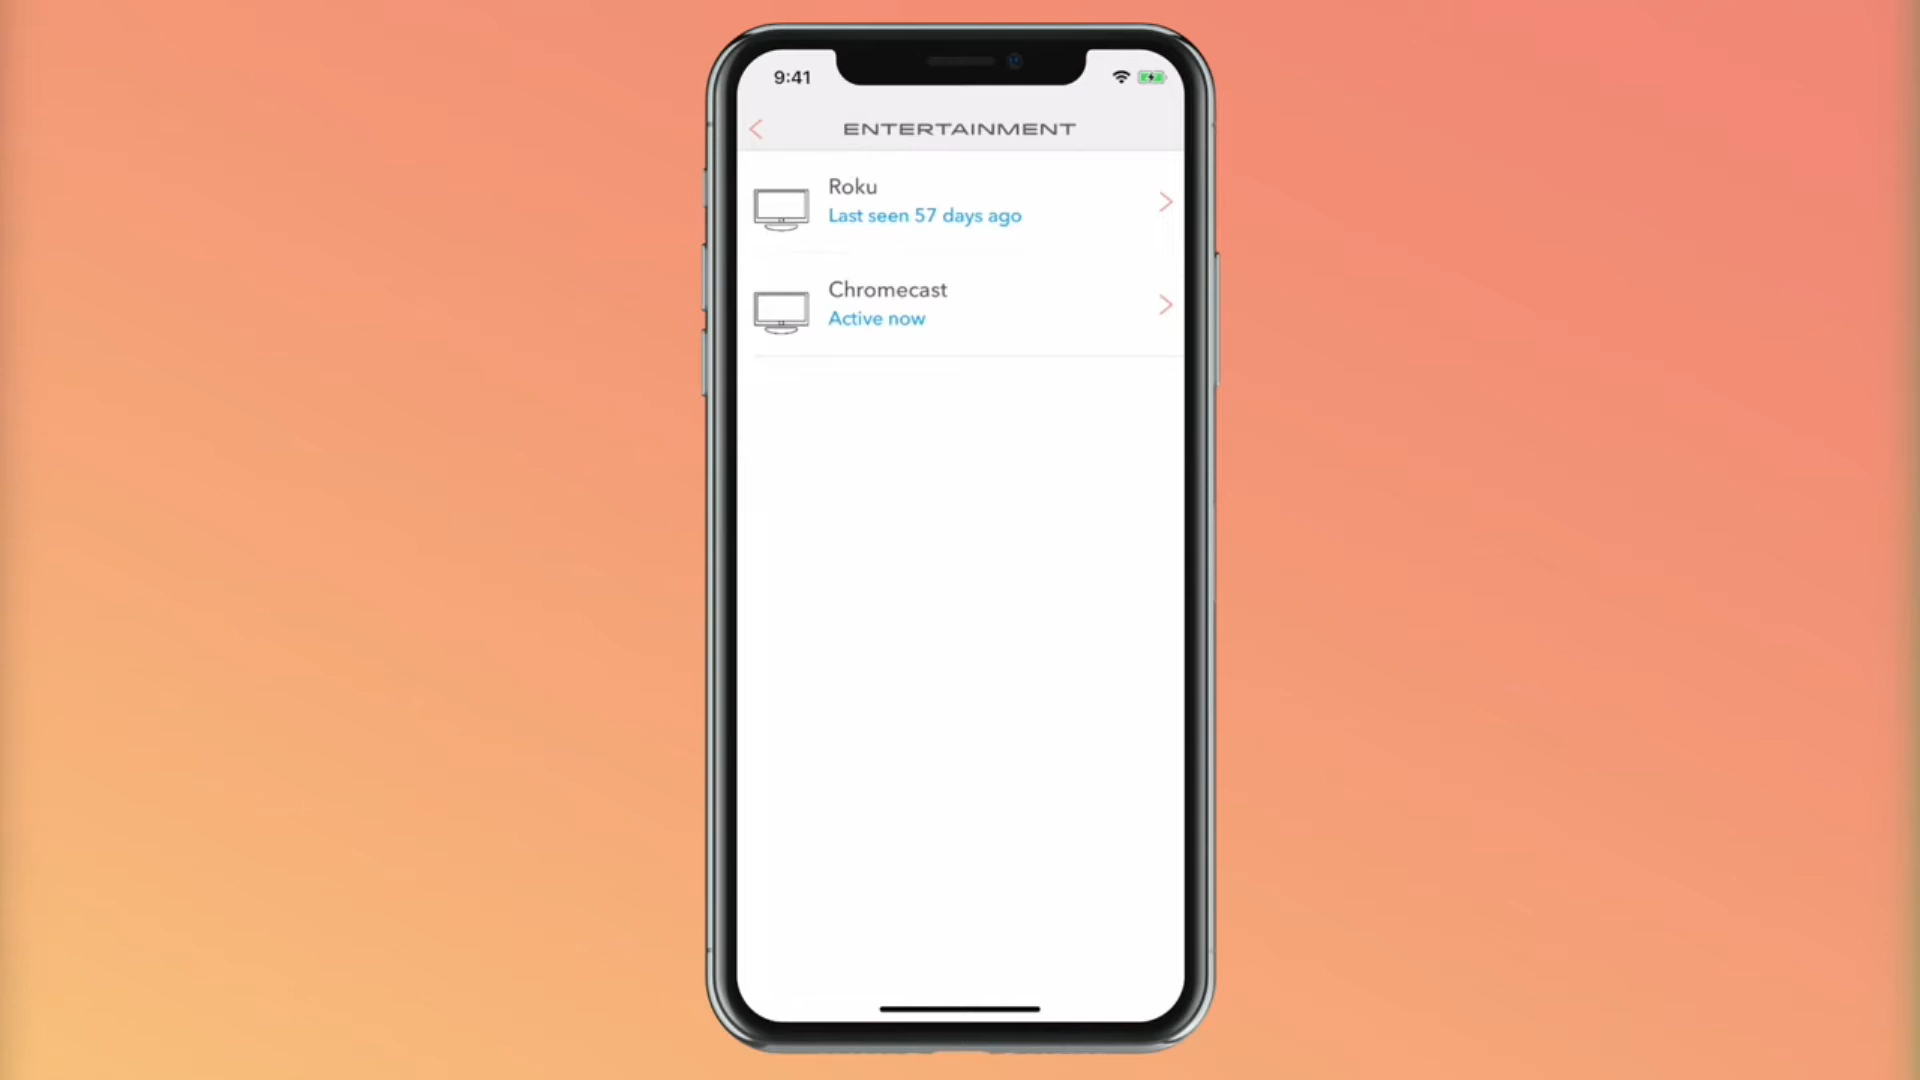 9:41
ENTERTAINMENT
Roku
Last seen 57 days ago
Chromecast
Active now